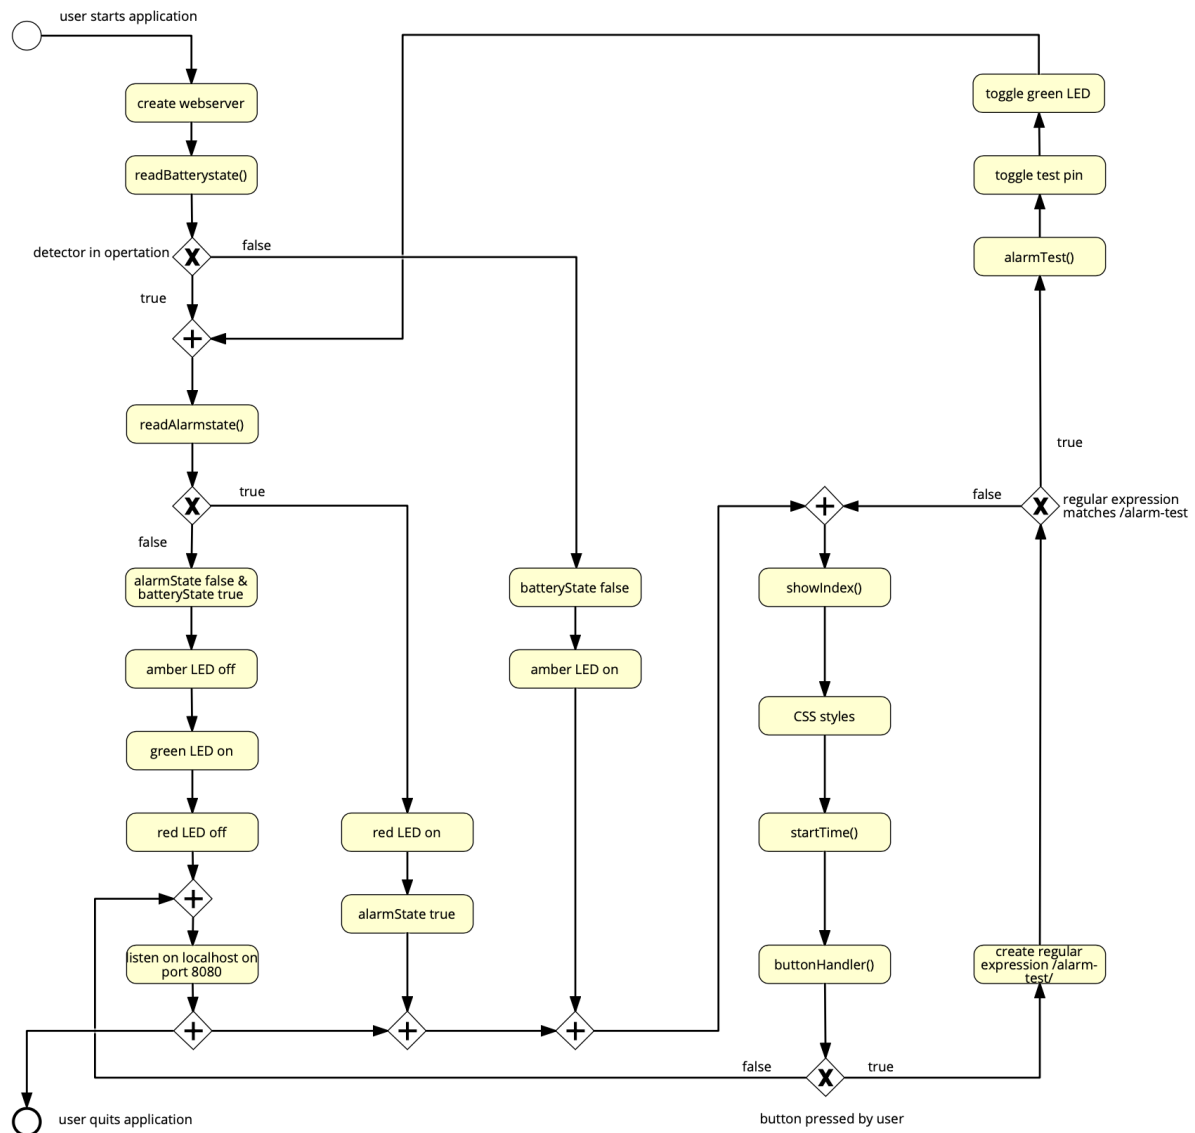 user starts application
create webserver
toggle green LED
readBatterystate()
toggle test pin
detector in opertation
false
alarmTest()
true
readAlarmstate()
true
true
false
regular expression
matches /alarm-test
false
alarmState false &
batteryState true
batteryState false
showIndex()
amber LED off
amber LED on
CSS styles
green LED on
red LED off
red LED on
startTime()
alarmState true
listen on localhost on
port 8080
buttonHandler()
create regular
expression /alarm-
test/
false
true
user quits application
button pressed by user